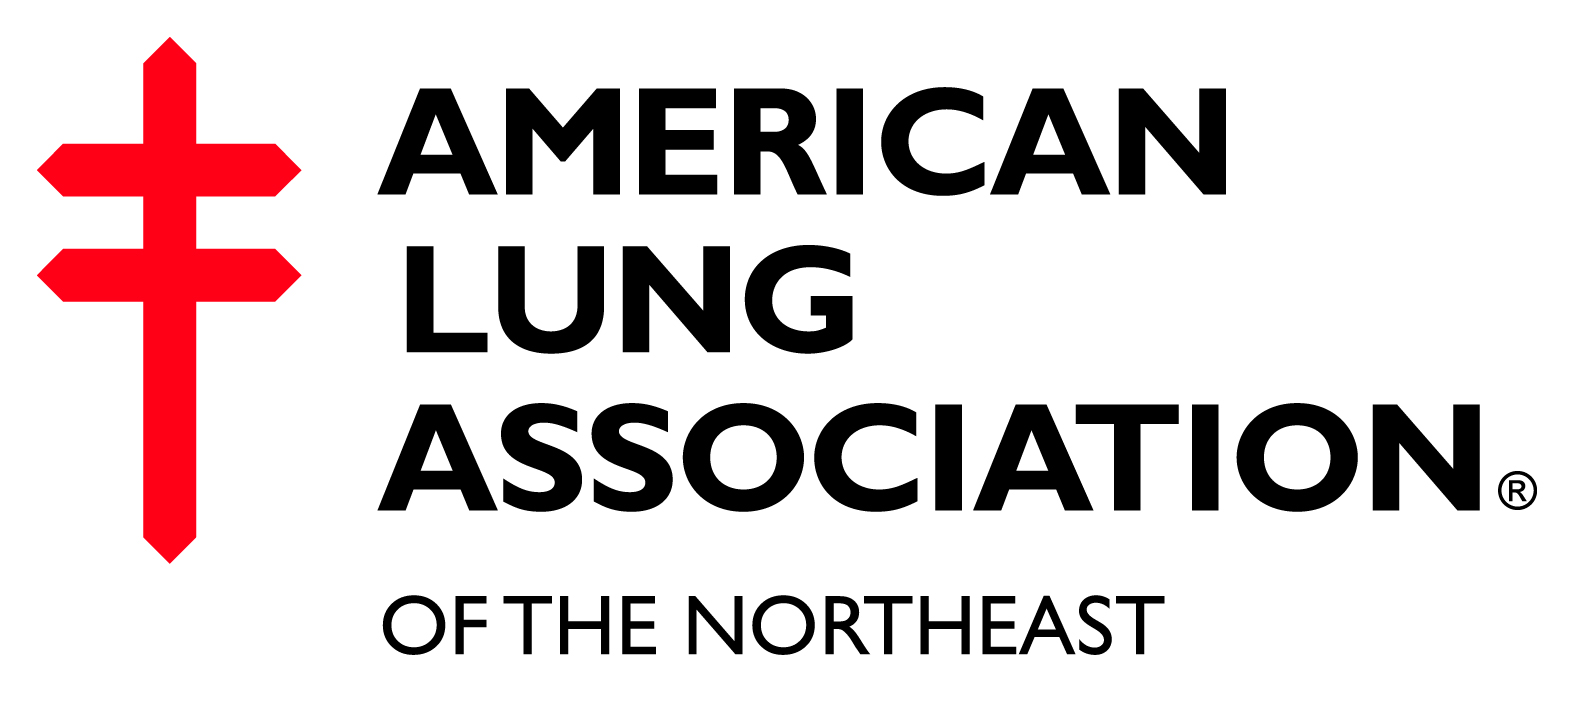 AMERICAN
LUNG
ASSOCIATION®
OF THE NORTHEAST